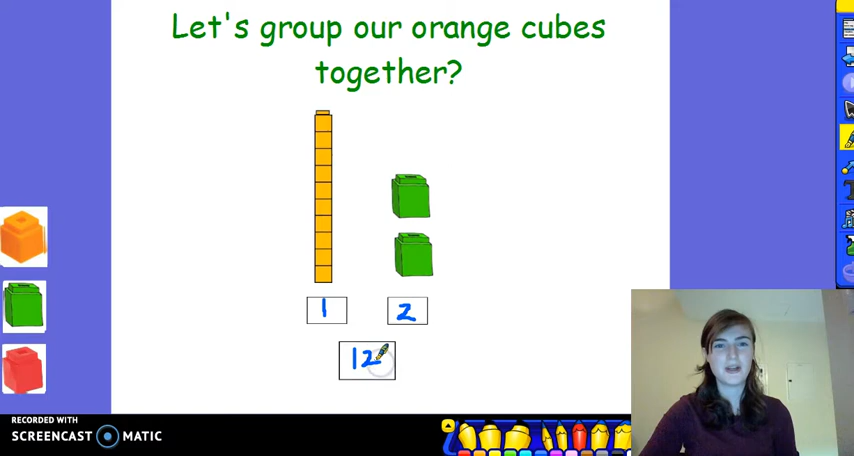 Let's group our orange cubes
together?
1 2
12
RECORDED WITH
SCREENCAST MATIC